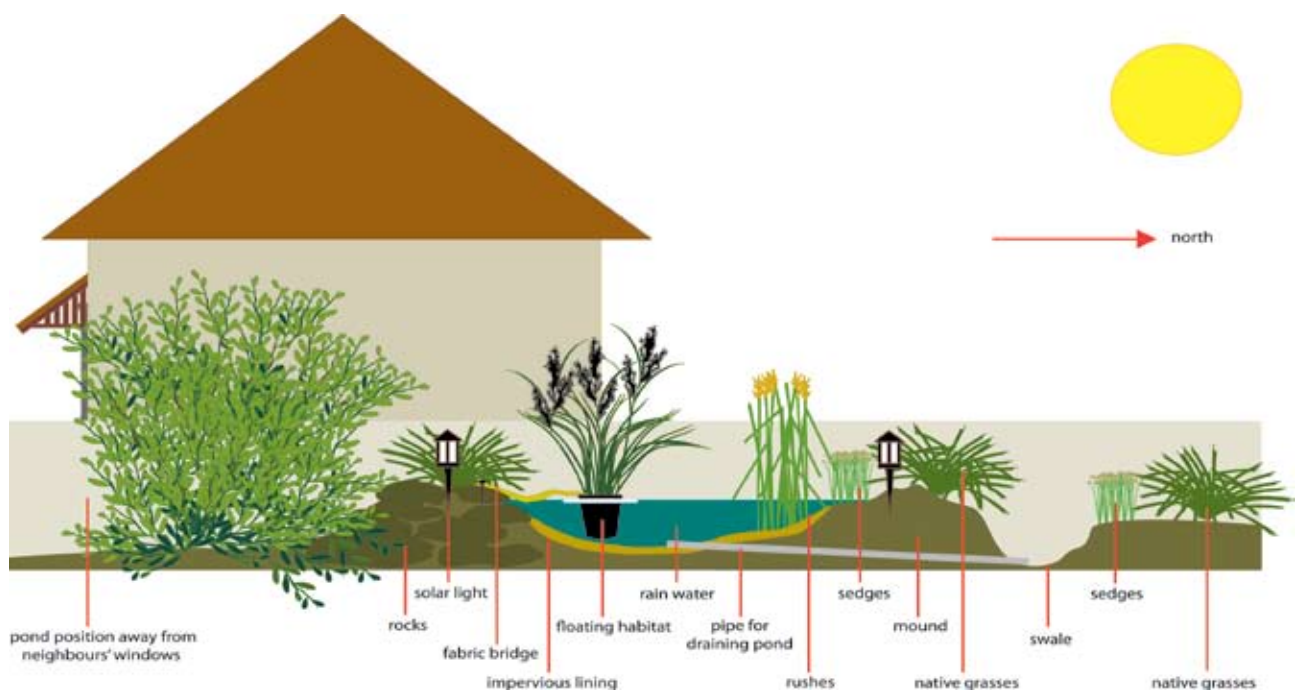 north
solar light
rain water
sedges
sedges
pond position away from
neighbours' windows
rocks
floating habitat
pipe for
draining pond
mound
swale
fabric bridge
impervious lining
rushes
native grasses
native grasses